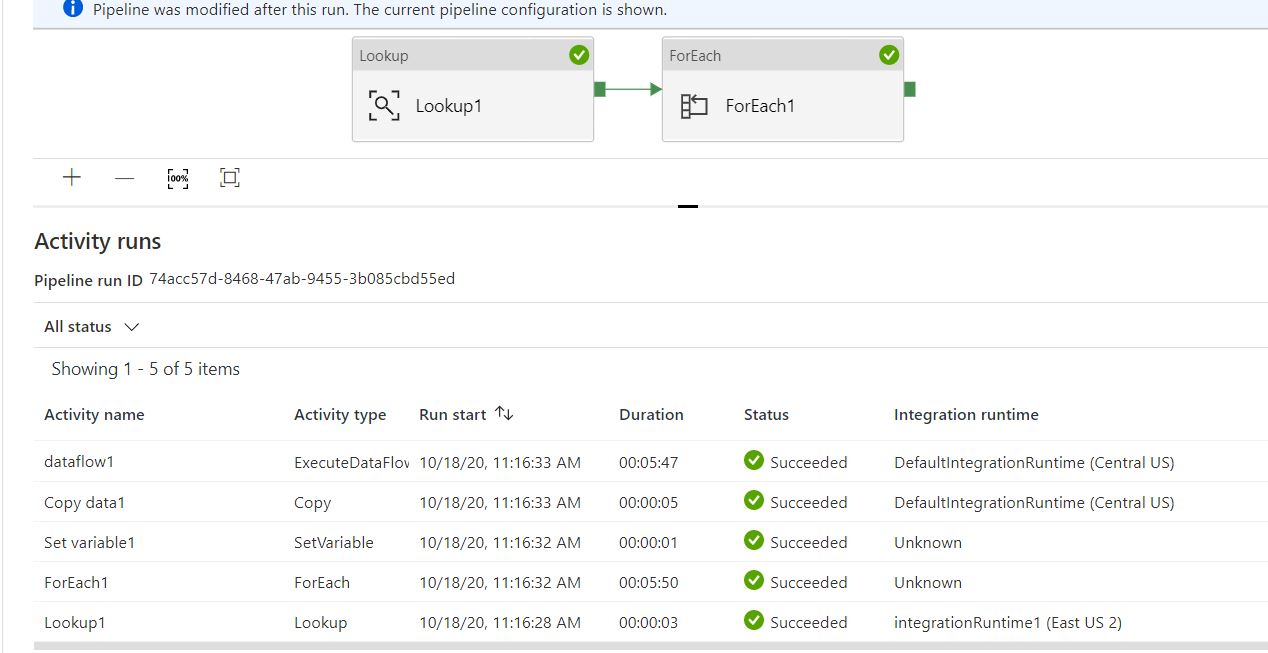 Pipeline was modified after this run. The current pipeline configuration is shown.
Lookup
ForEach
Lookup1
ForEach1
100%
Activity runs
Pipeline run ID 74acc57d-8468-47ab-9455-3b085cbd55ed
All status
Showing 1 - 5 of 5 items
Activity name Activity type Run start Duration Status Integration runtime
dataflow1 ExecuteDataFlow 10/18/20, 11:16:33 AM 00:05:47 Succeeded DefaultIntegrationRuntime (Central US)
Copy data1 Copy 10/18/20, 11:16:33 AM 00:00:05 Succeeded DefaultIntegrationRuntime (Central US)
Set variable1 SetVariable 10/18/20, 11:16:32 AM 00:00:01 Succeeded Unknown
ForEach1 ForEach 10/18/20, 11:16:32 AM 00:05:50 Succeeded Unknown
Lookup1 Lookup 10/18/20, 11:16:28 AM 00:00:03 Succeeded integrationRuntime1 (East US 2)